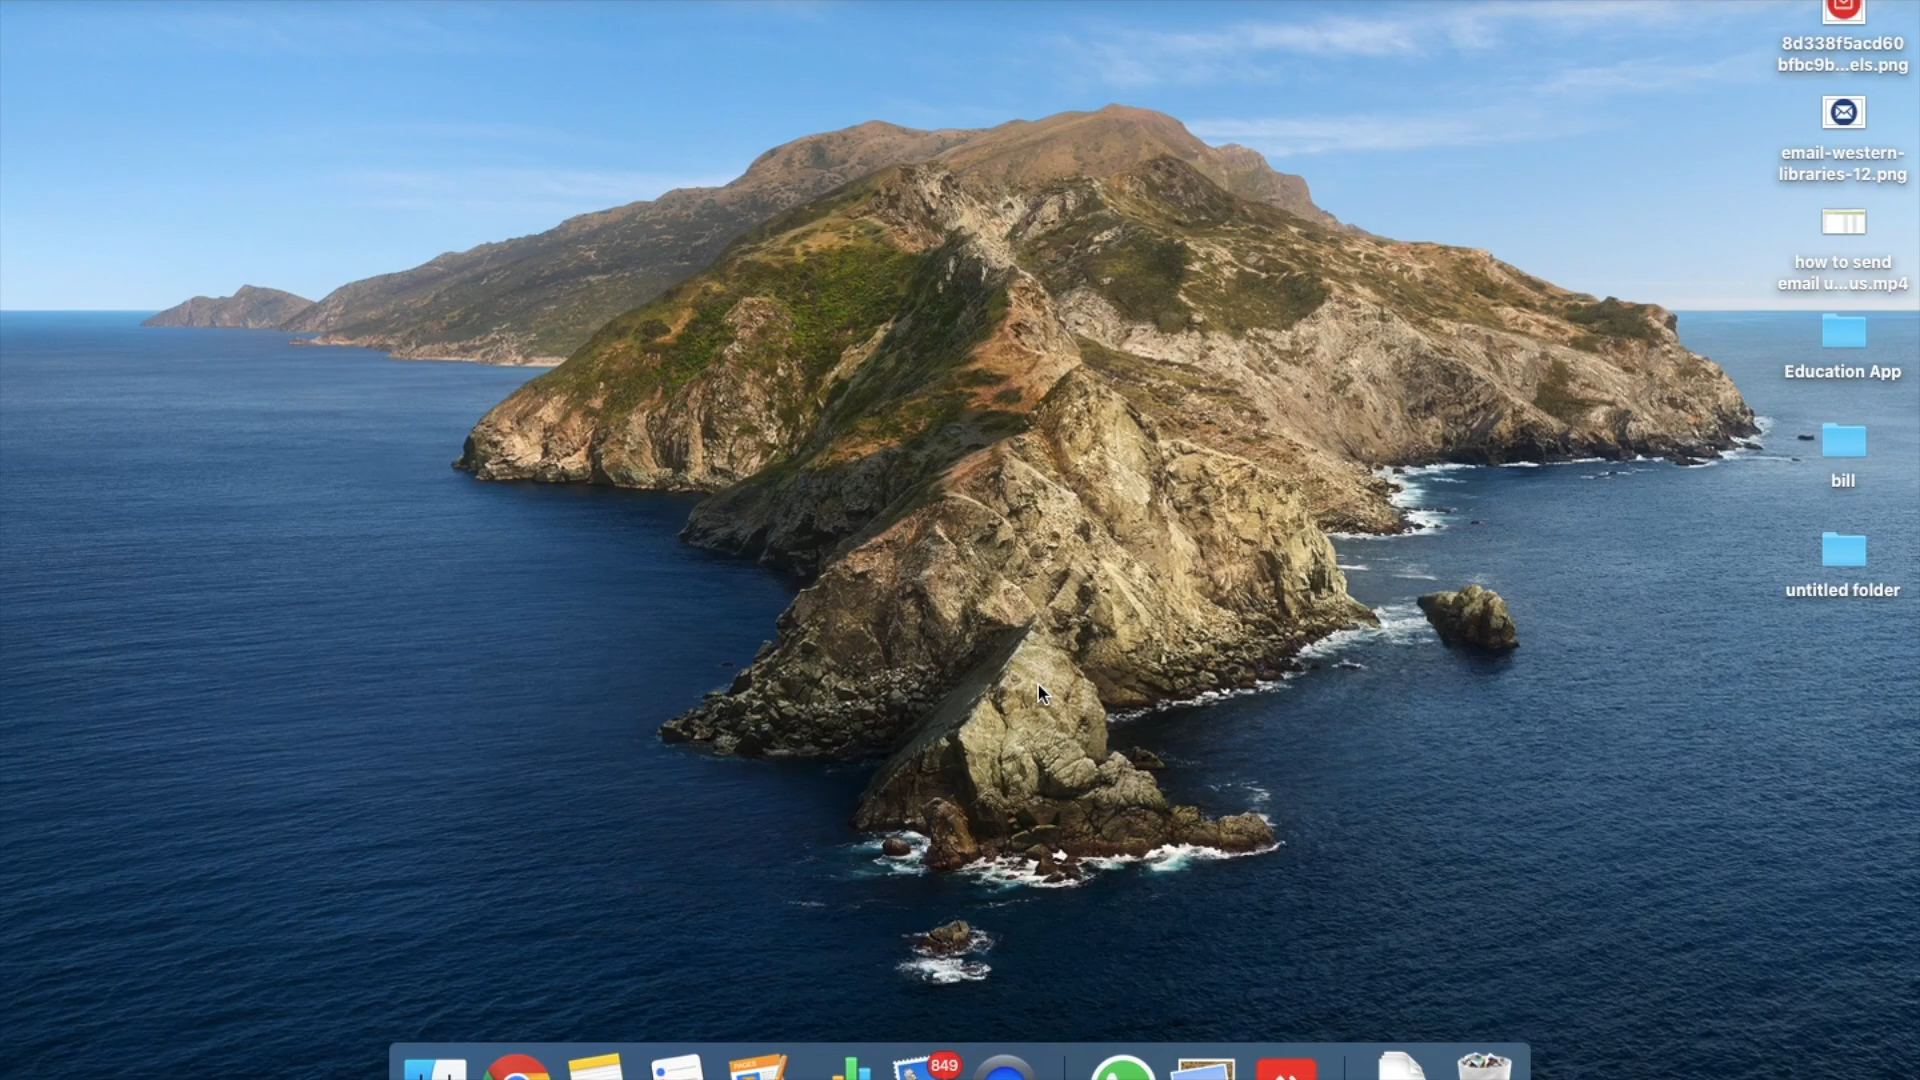 8d338f5acd60
bfbc9b...els.png
email-western-
libraries-12.png
how to send
email u...us.mp4
Education App
bill
untitled folder
PAGES
849